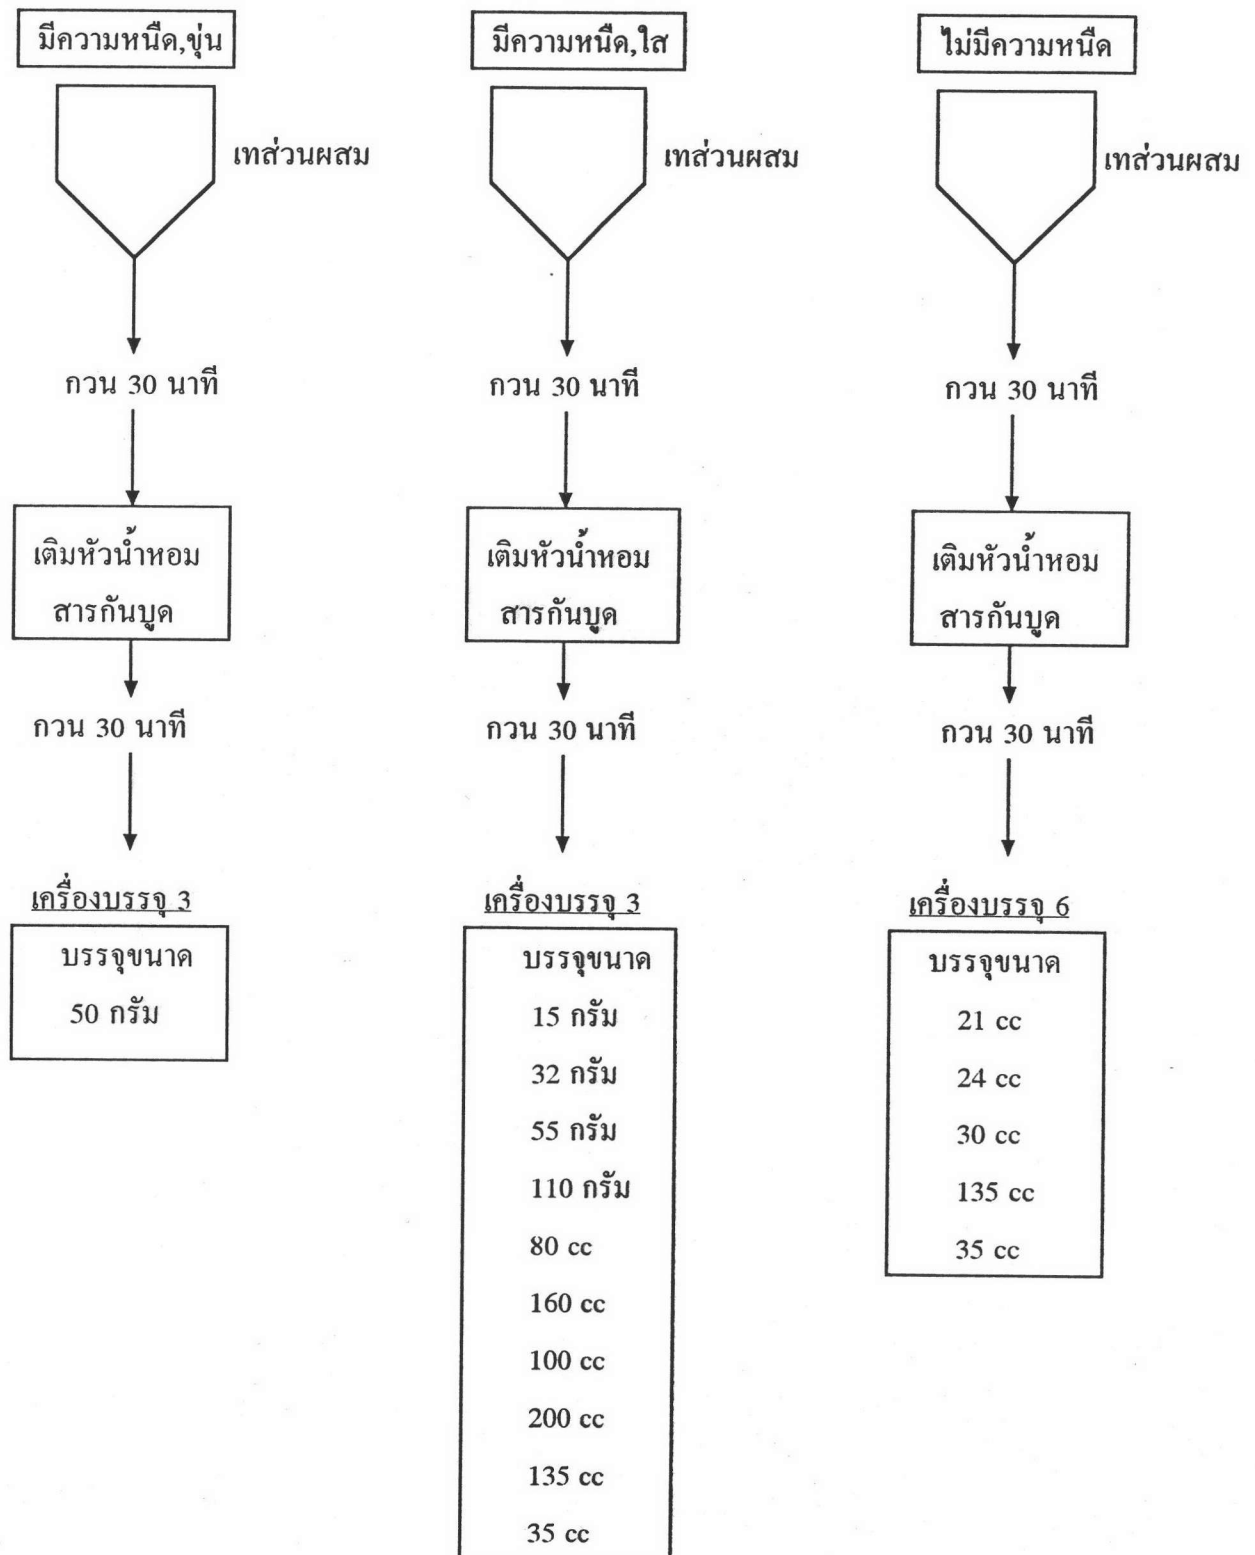 มีความหนืด,ขุ่น
เทส่วนผสม
กวน 30 นาที
เติมหัวน้ำหอม
สารกันบูด
กวน 30 นาที
เครื่องบรรจุ 3
บรรจุขนาด
50 กรัม
มีความหนืด,ใส
เทส่วนผสม
กวน 30 นาที
เติมหัวน้ำหอม
สารกันบูด
กวน 30 นาที
เครื่องบรรจุ 3
บรรจุขนาด
15 กรัม
32 กรัม
55 กรัม
110 กรัม
80 cc
160 cc
100 cc
200 cc
135 cc
35 cc
ไม่มีความหนืด
เทส่วนผสม
กวน 30 นาที
เติมหัวน้ำหอม
สารกันบูด
กวน 30 นาที
เครื่องบรรจุ 6
บรรจุขนาด
21 cc
24 cc
30 cc
135 cc
35 cc